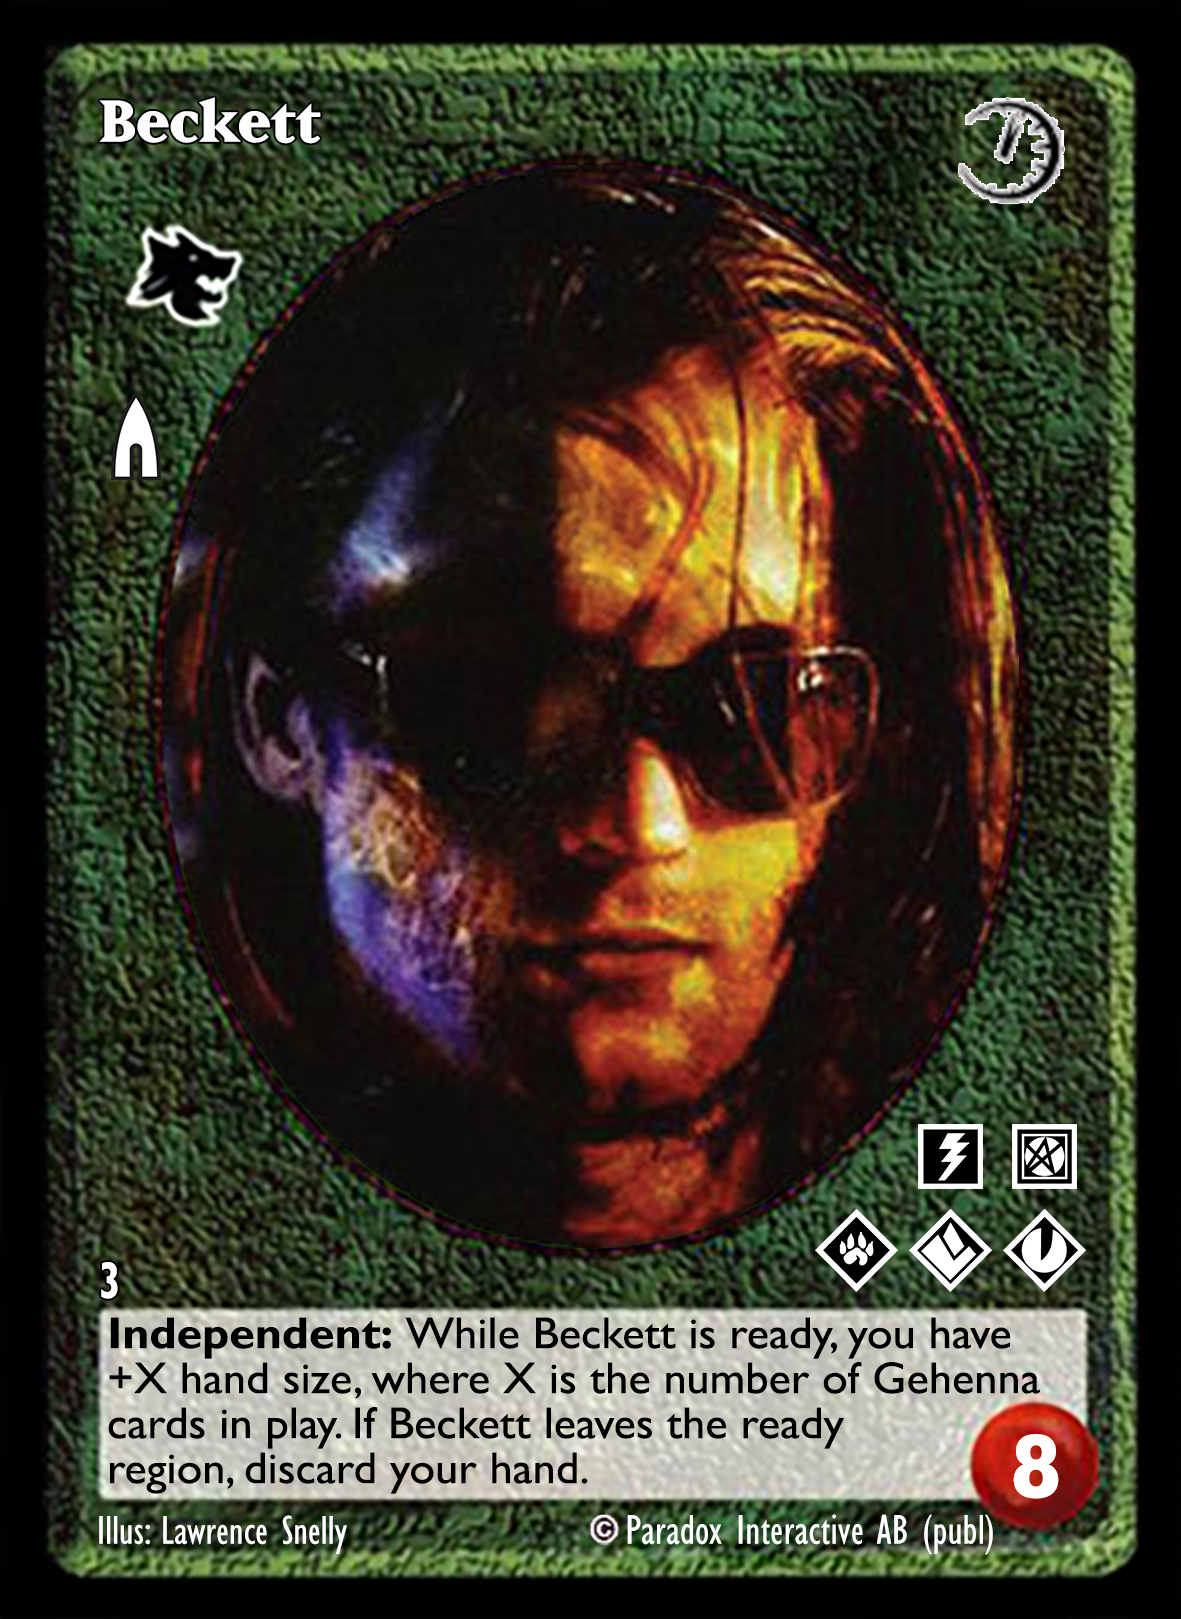 Beckett
3
Independent: While Beckett is ready, you have
+X hand size, where X is the number of Gehenna
cards in play. If Beckett leaves the ready
region, discard your hand.
8
Illus: Lawrence Snelly © Paradox Interactive AB (publ)